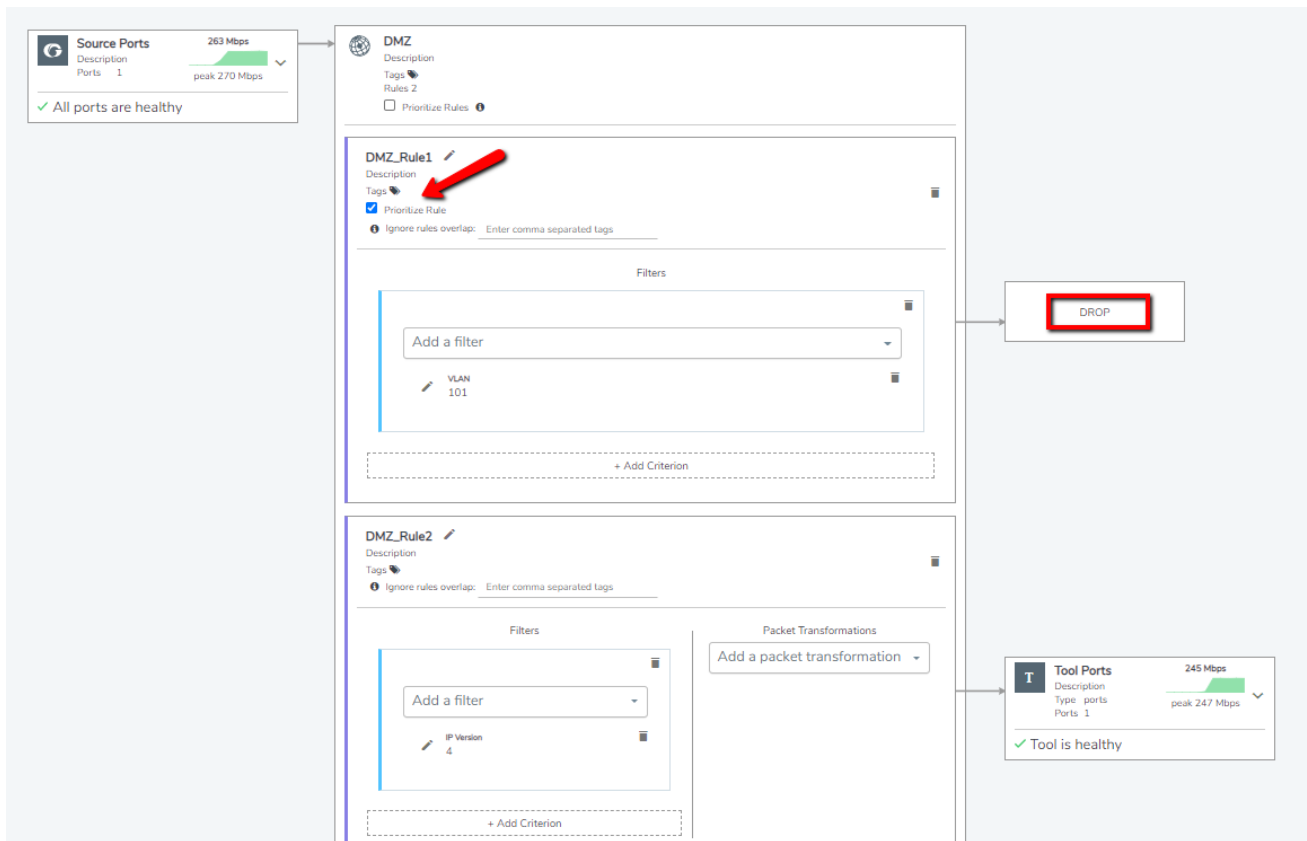 Source Ports
263 Mbps
Description
Ports 1
peak 270 Mbps
All ports are healthy
DMZ
Description
Tags
Rules 2
Prioritize Rules
DMZ_Rule1
Description
Tags
Prioritize Rule
Ignore rules overlap: Enter comma separated tags
Filters
Add a filter
VLAN
101
+ Add Criterion
DROP
DMZ_Rule2
Description
Tags
Ignore rules overlap: Enter comma separated tags
Filters
Add a filter
IP Version
4
+ Add Criterion
Packet Transformations
Add a packet transformation
T
Tool Ports
245 Mbps
Description
Type ports
Ports 1
peak 247 Mbps
Tool is healthy